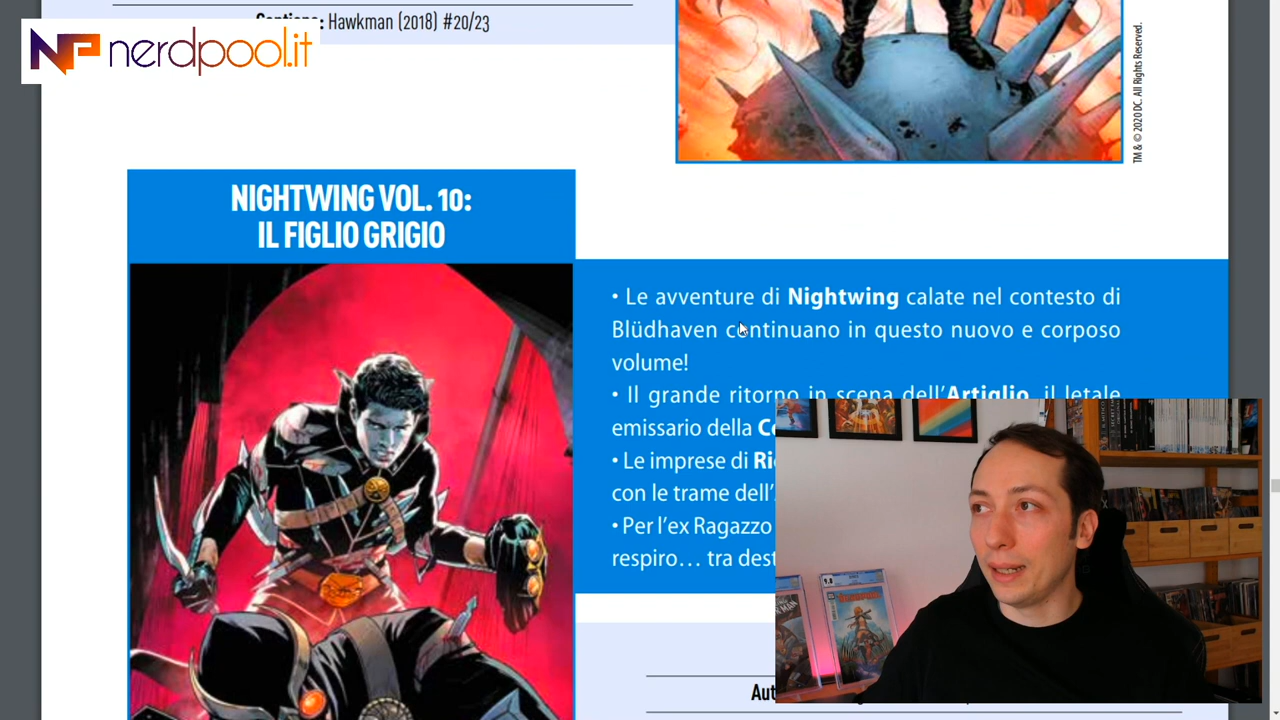 Contiene: Hawkman (2018) #20/23
nerdpool.it
TM & © 2020 DC. All Rights Reserved.
NIGHTWING VOL. 10:
IL FIGLIO GRIGIO
• Le avventure di Nightwing calate nel contesto di
Blüdhaven continuano in questo nuovo e corposo
volume!
• Il grande ritorno in scena dell'Artiglio, il letale
emissario della
• Le imprese di
con le trame
• Per l'ex Ragazzo
respiro… tra
9.8